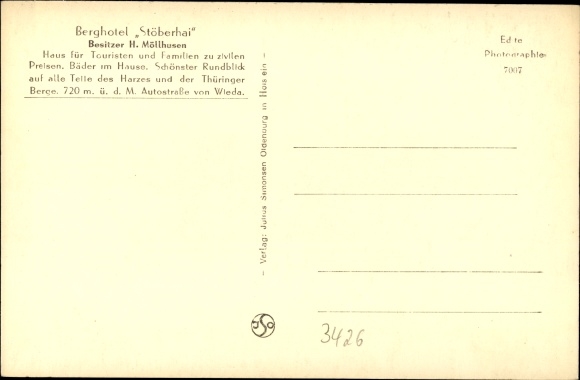 Berghotel „Stöberhai“
Besitzer H. Möllhusen
Haus für Touristen und Familien zu zivilen
Preisen. Bäder im Hause. Schönster Rundblick
auf alle Teile des Harzes und der Thüringer
Berge. 720 m. ü. d. M. Autostraße von Wieda.
– Verlag: Julius Simonsen Oldenburg in Holstein –
Edite
Photographie
7007
JSO
3426